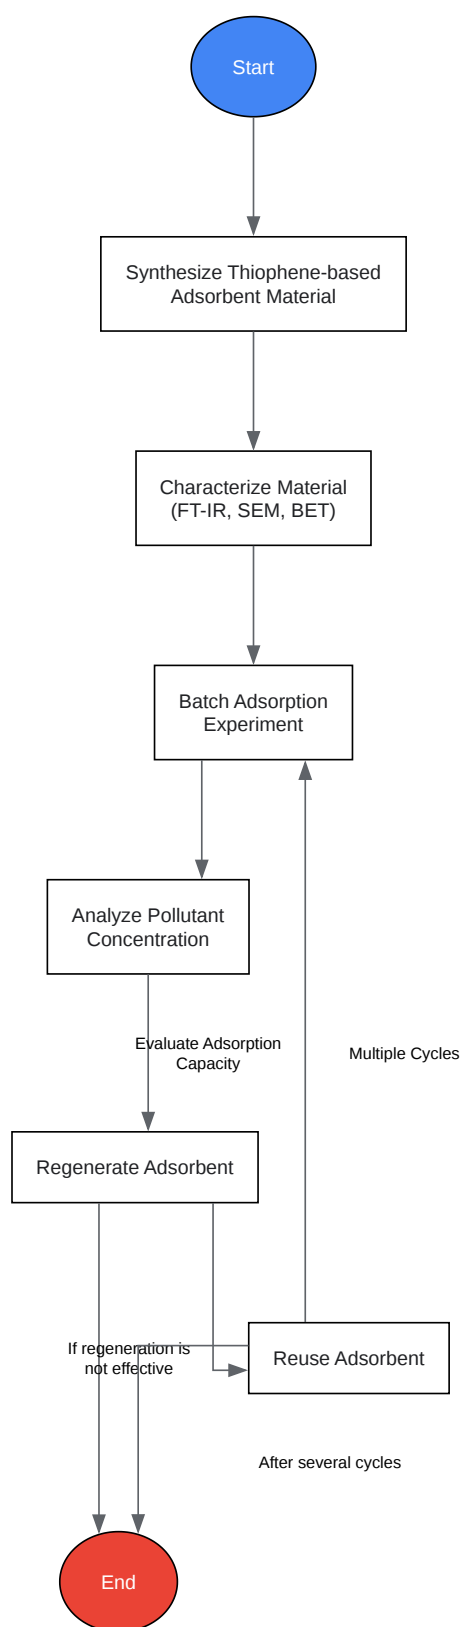 Start
Synthesize Thiophene-based
Adsorbent Material
Characterize Material
(FT-IR, SEM, BET)
Batch Adsorption
Experiment
Analyze Pollutant
Concentration
Evaluate Adsorption
Capacity
Multiple Cycles
Regenerate Adsorbent
If regeneration is
not effective
Reuse Adsorbent
After several cycles
End